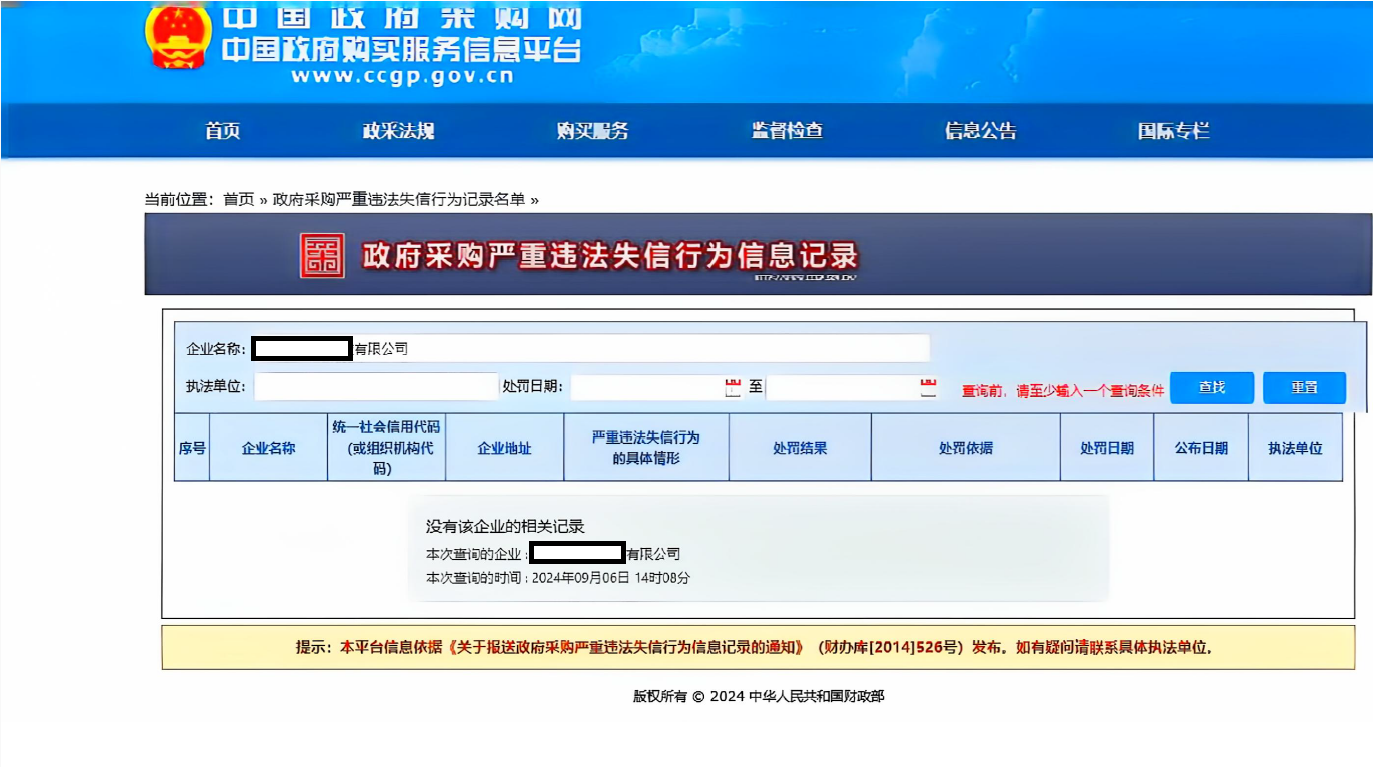 中国政府采购网
中国政府购买服务信息平台
www.ccgp.gov.cn
首页 政采法规 购买服务 监督检查 信息公告 国际专栏
当前位置：首页 » 政府采购严重违法失信行为记录名单 »
政府采购严重违法失信行为信息记录
企业名称： 有限公司
执法单位： 处罚日期： 至 查询前，请至少输入一个查询条件 查找 重置
序号 企业名称 统一社会信用代码(或组织机构代码) 企业地址 严重违法失信行为的具体情形 处罚结果 处罚依据 处罚日期 公布日期 执法单位
没有该企业的相关记录
本次查询的企业 : 有限公司
本次查询的时间 : 2024年09月06日 14时08分
提示：本平台信息依据《关于报送政府采购严重违法失信行为信息记录的通知》（财办库[2014]526号）发布。如有疑问请联系具体执法单位。
版权所有 © 2024 中华人民共和国财政部